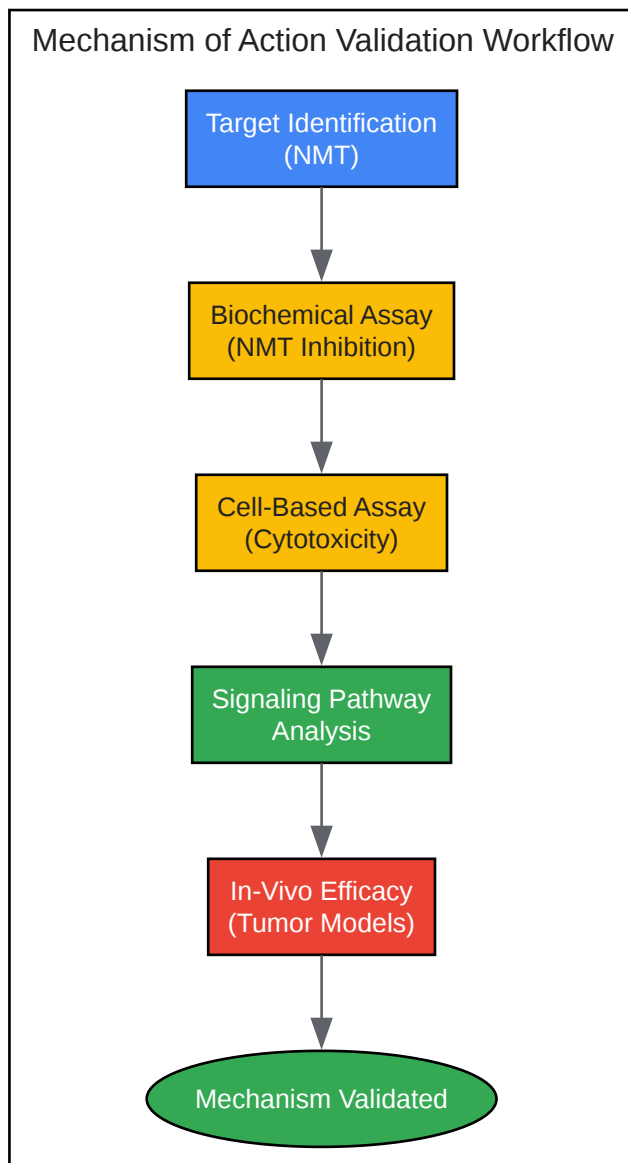 Mechanism of Action Validation Workflow
Target Identification
(NMT)
Biochemical Assay
(NMT Inhibition)
Cell-Based Assay
(Cytotoxicity)
Signaling Pathway
Analysis
In-Vivo Efficacy
(Tumor Models)
Mechanism Validated